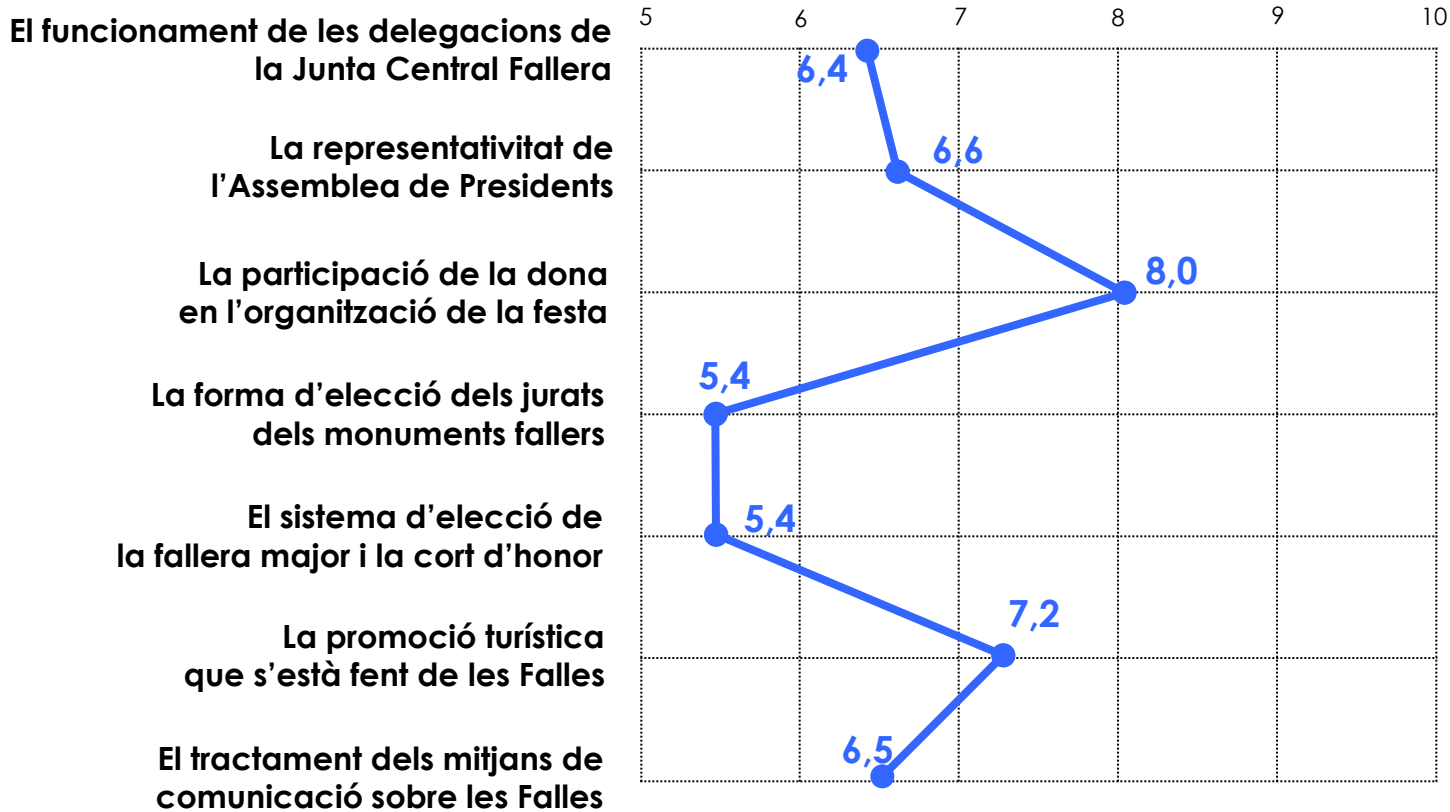 5 6 7 8 9 10
El funcionament de les delegacions de
la Junta Central Fallera
6,4
La representativitat de
l’Assemblea de Presidents
6,6
La participació de la dona
en l’organització de la festa
8,0
La forma d’elecció dels jurats
dels monuments fallers
5,4
El sistema d’elecció de
la fallera major i la cort d’honor
5,4
La promoció turística
que s’està fent de les Falles
7,2
El tractament dels mitjans de
comunicació sobre les Falles
6,5